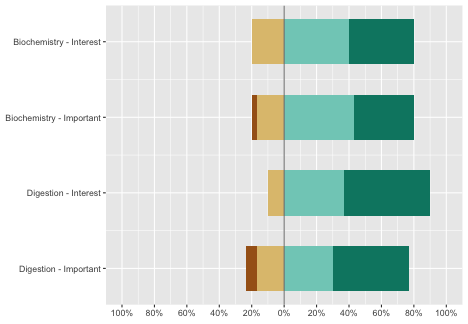 Biochemistry - Interest
Biochemistry - Important
Digestion - Interest
Digestion - Important
100% 80% 60% 40% 20% 0% 20% 40% 60% 80% 100%